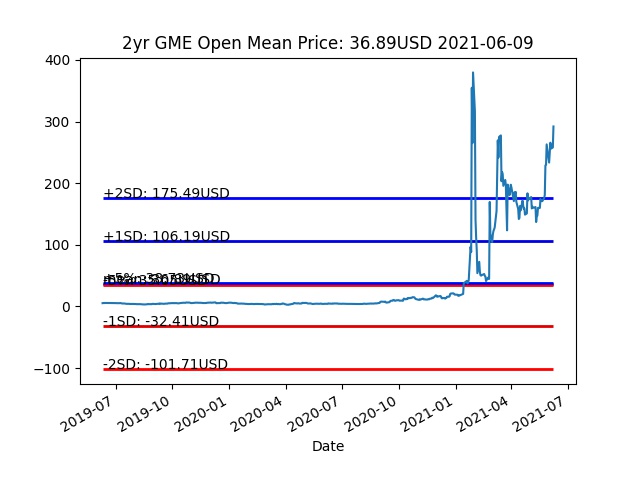 2yr GME Open Mean Price: 36.89USD 2021-06-09
400
300
200
100
0
−100
+2SD: 175.49USD
+1SD: 106.19USD
-1SD: -32.41USD
-2SD: -101.71USD
2019-07
2019-10
2020-01
2020-04
2020-07
2020-10
2021-01
2021-04
2021-07
Date